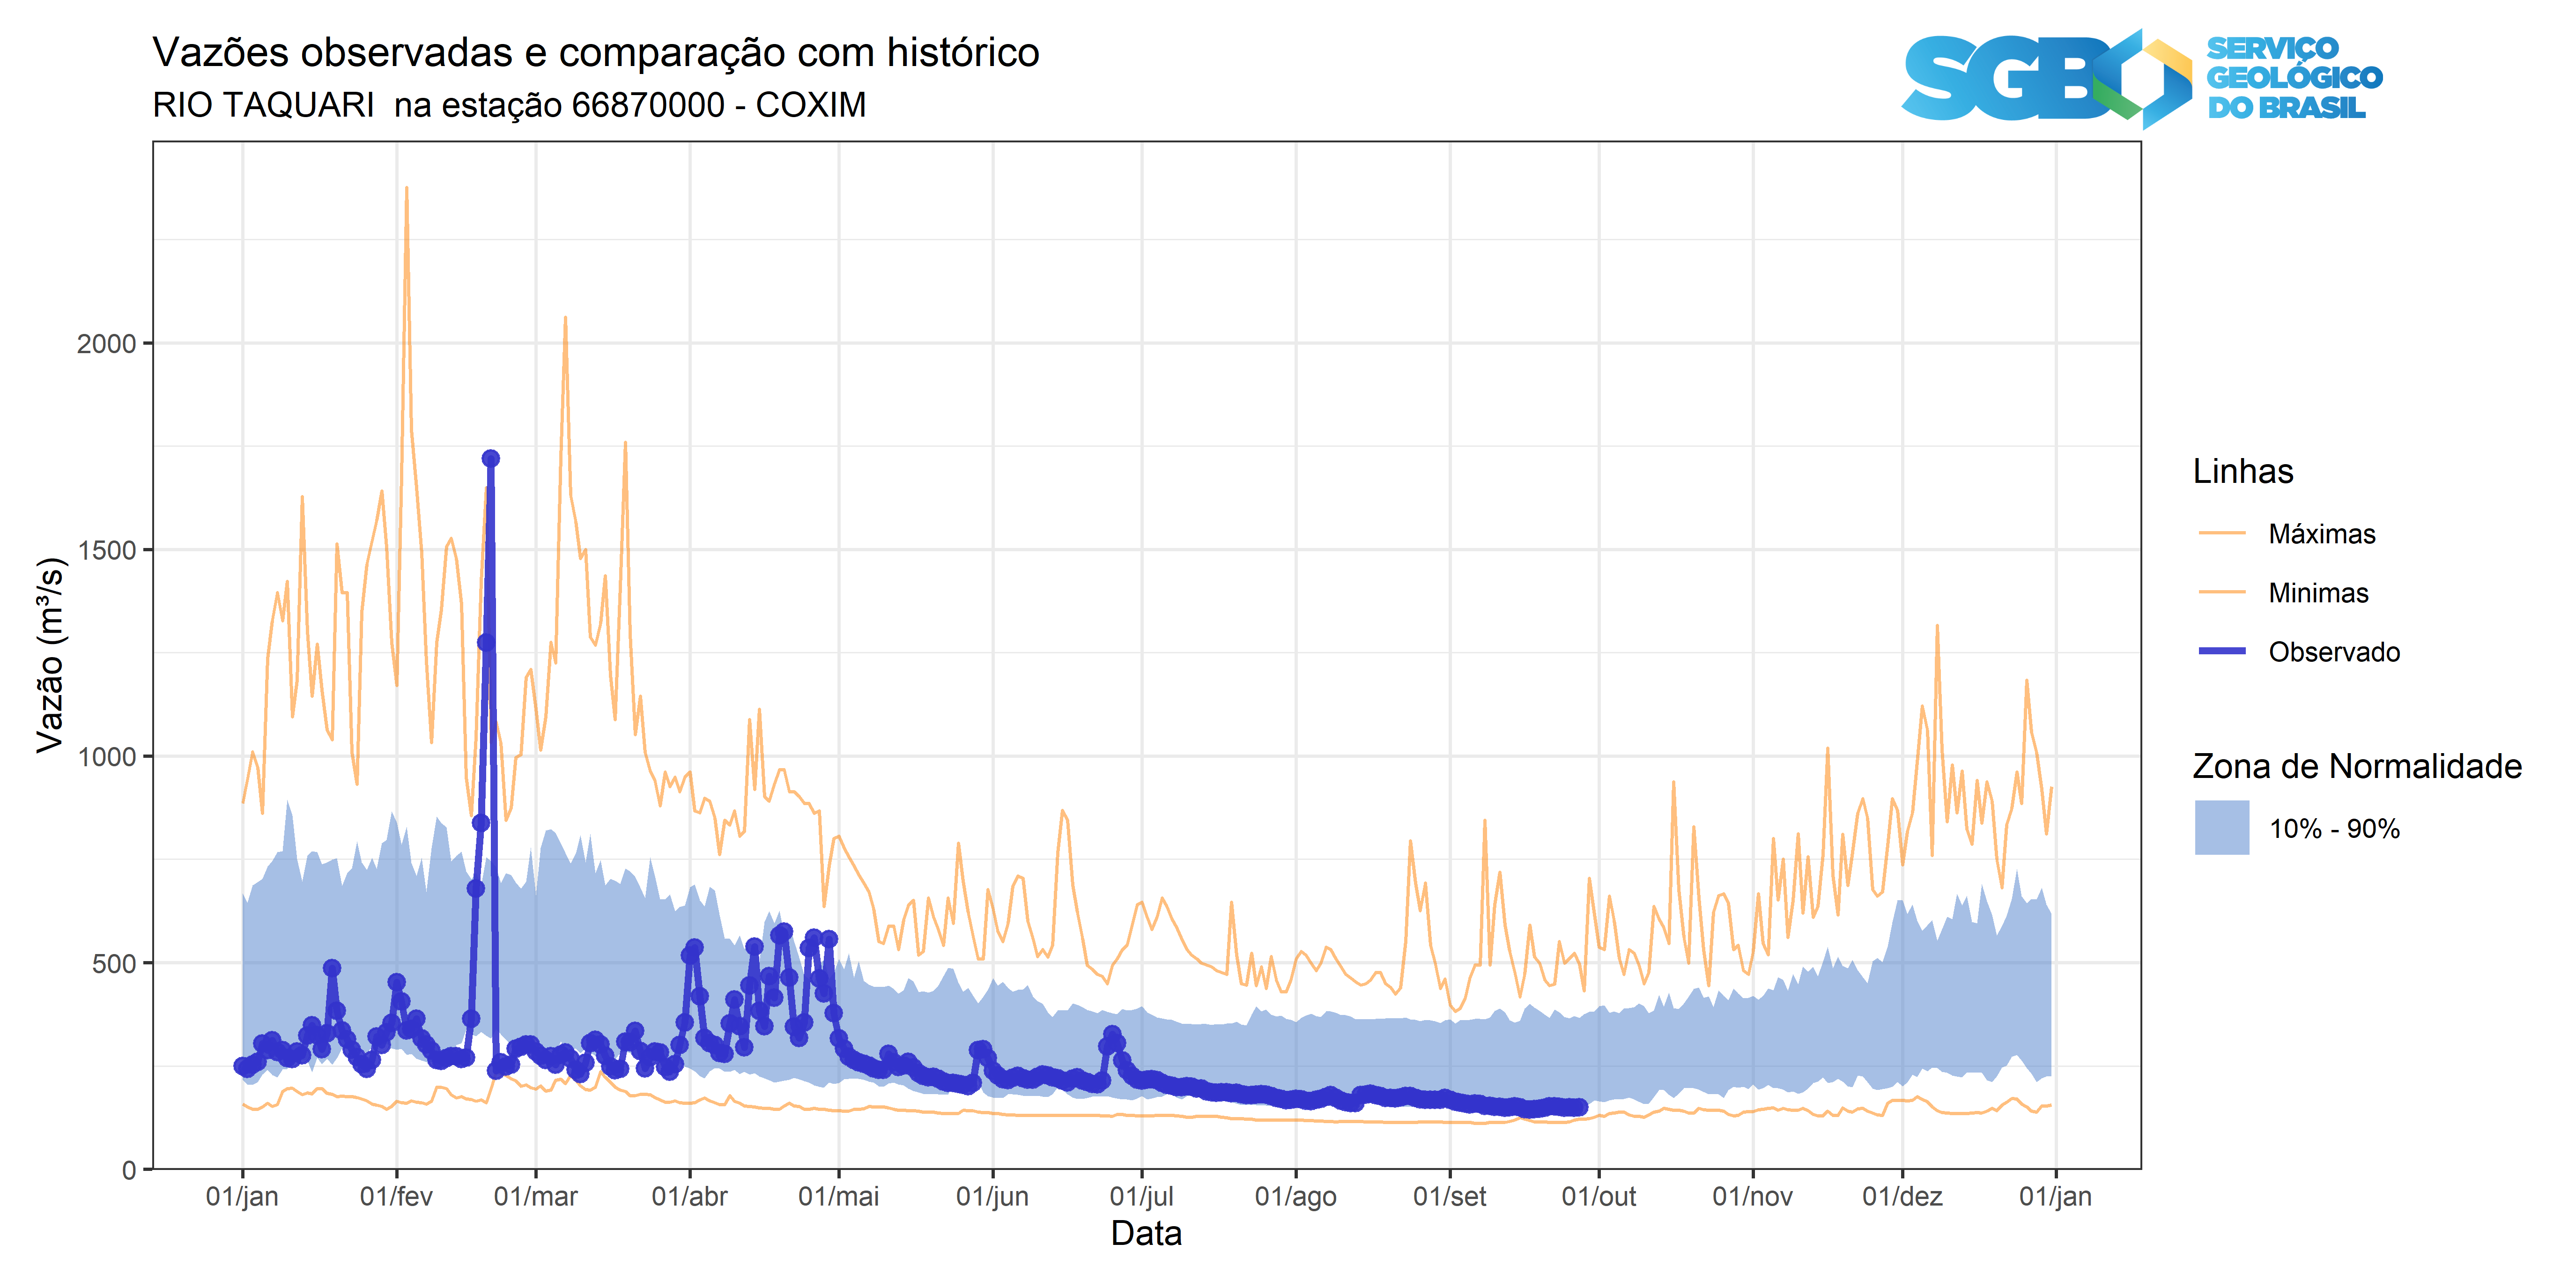 Vazões observadas e comparação com histórico
RIO TAQUARI  na estação 66870000 - COXIM
SGB
SERVIÇO
GEOLÓGICO
DO BRASIL
Vazão (m³/s)
2000
1500
1000
500
0
01/jan 01/fev 01/mar 01/abr 01/mai 01/jun 01/jul 01/ago 01/set 01/out 01/nov 01/dez 01/jan
Data
Linhas
Máximas
Minimas
Observado
Zona de Normalidade
10% - 90%